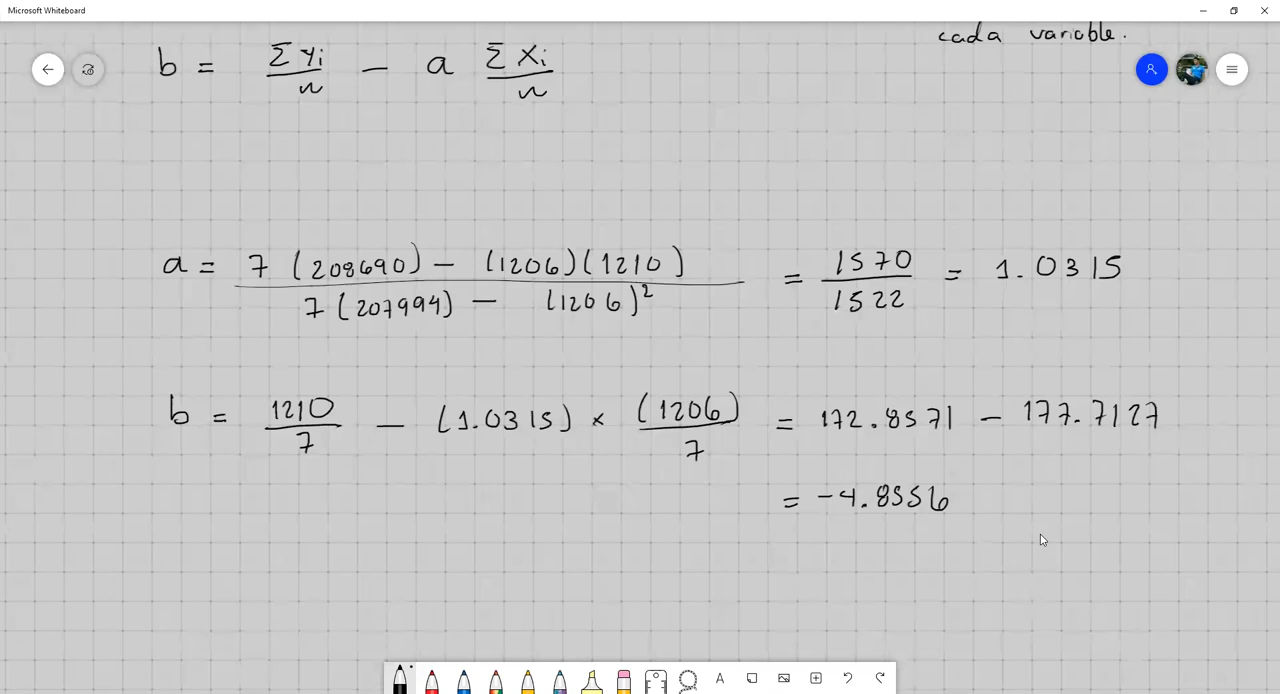 Microsoft Whiteboard
cada variable.
b = ΣYi/n − a ΣXi/n
a = 7 (208690) − (1206)(1210) / 7 (207994) − (1206)² = 1570/1522 = 1.0315
b = 1210/7 − (1.0315) × (1206)/7 = 172.8571 − 177.7127
= −4.8556
A